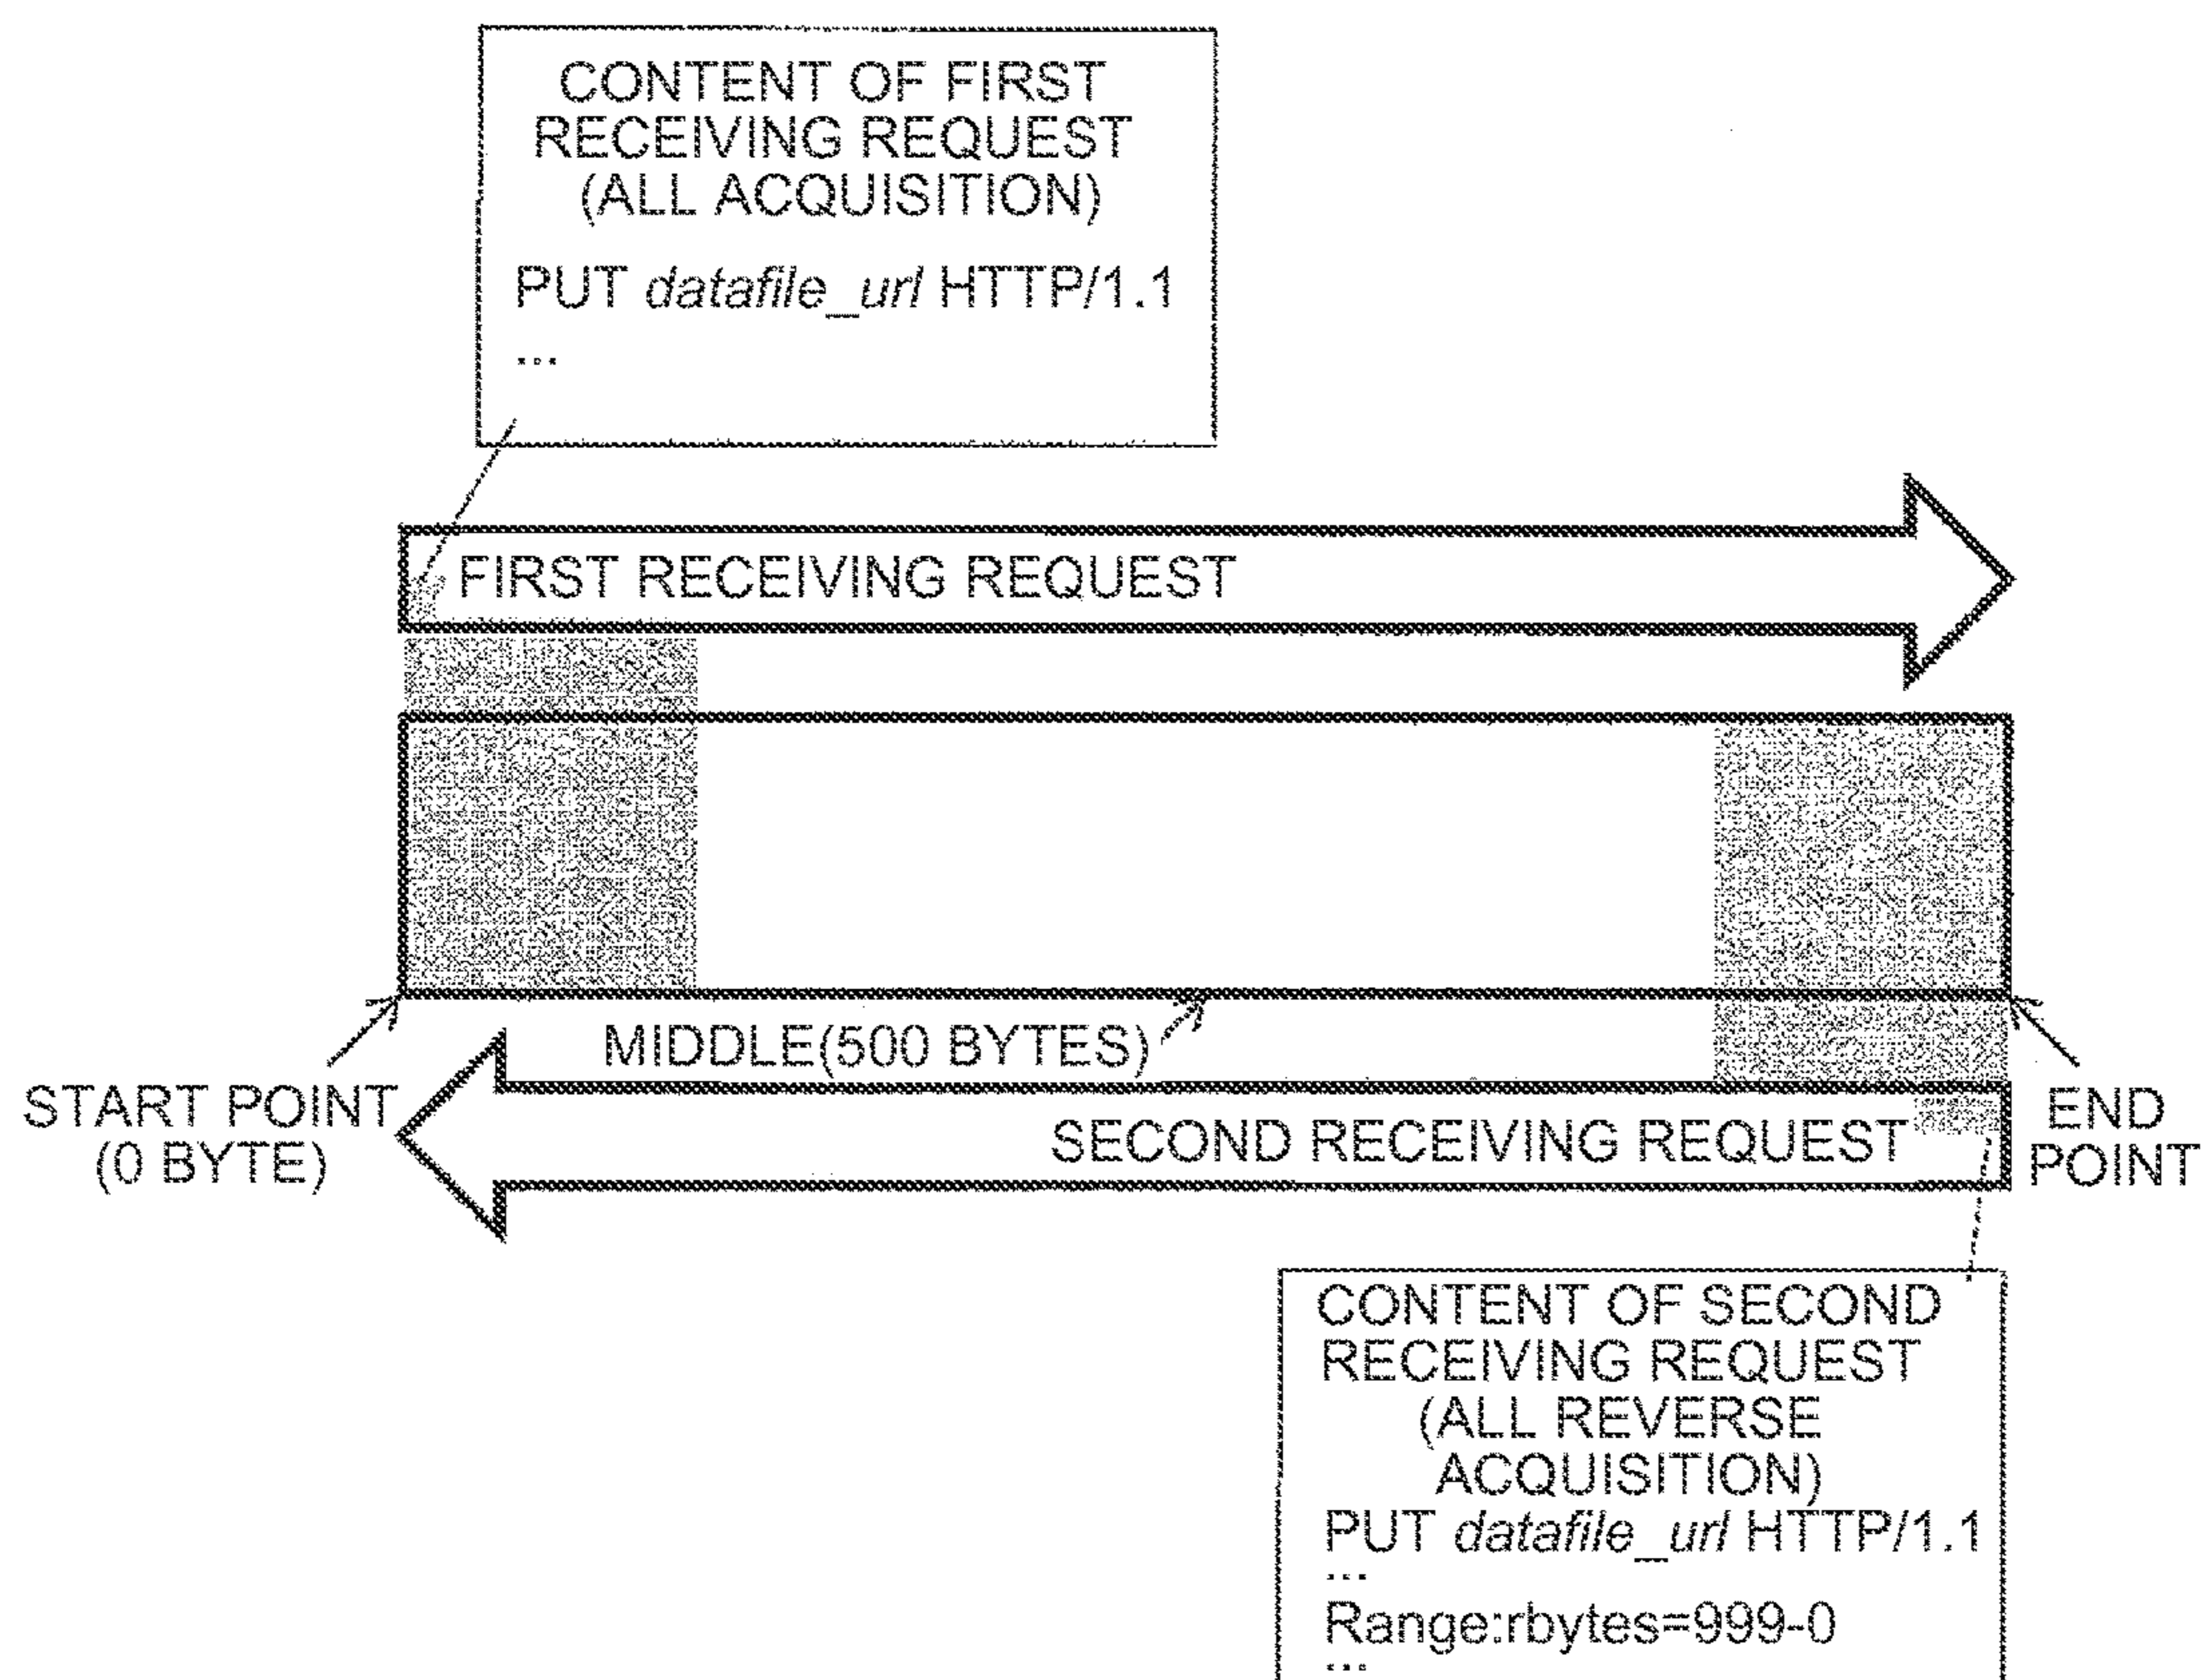 CONTENT OF FIRST
RECEIVING REQUEST
(ALL ACQUISITION)
PUT datafile_url HTTP/1.1
...
FIRST RECEIVING REQUEST
MIDDLE(500 BYTES)
START POINT
(0 BYTE)
SECOND RECEIVING REQUEST
END
POINT
CONTENT OF SECOND
RECEIVING REQUEST
(ALL REVERSE
ACQUISITION)
PUT datafile_url HTTP/1.1
...
Range:rbytes=999-0
...